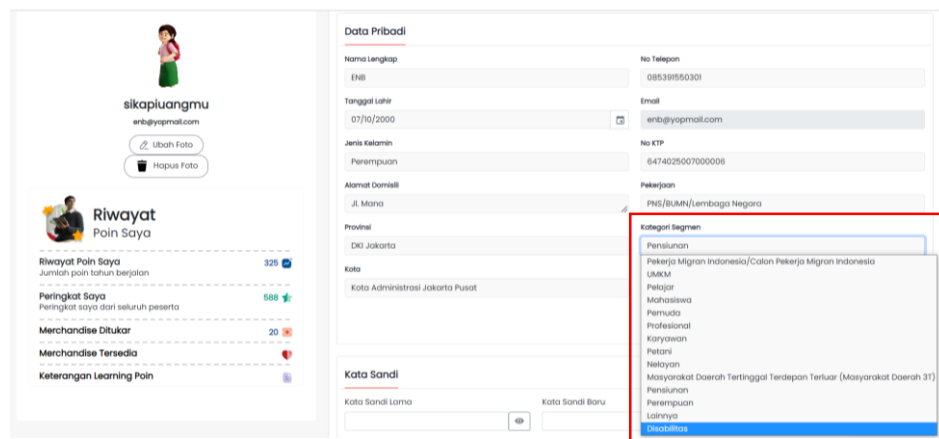 sikapiuangmu
enb@yopmail.com
Ubah Foto
Hapus Foto
Riwayat
Poin Saya
Riwayat Poin Saya
325
Jumlah poin tahun berjalan
Peringkat Saya
588
Peringkat saya dari seluruh peserta
Merchandise Ditukar
20
Merchandise Tersedia
Keterangan Learning Poin
Data Pribadi
Nama Lengkap
ENB
No Telepon
085391550301
Tanggal Lahir
07/10/2000
Email
enb@yopmail.com
Jenis Kelamin
Perempuan
No KTP
6474025007000006
Alamat Domisili
Jl. Mana
Pekerjaan
PNS/BUMN/Lembaga Negara
Provinsi
DKI Jakarta
Kategori Segmen
Pensiunan
Kota
Kota Administrasi Jakarta Pusat
Pekerja Migran Indonesia/Calon Pekerja Migran Indonesia
UMKM
Pelajar
Mahasiswa
Pemuda
Profesional
Karyawan
Petani
Nelayan
Masyarakat Daerah Tertinggal Terdepan Terluar (Masyarakat Daerah 3T)
Pensiunan
Perempuan
Lainnya
Disabilitas
Kata Sandi
Kata Sandi Lama
Kata Sandi Baru